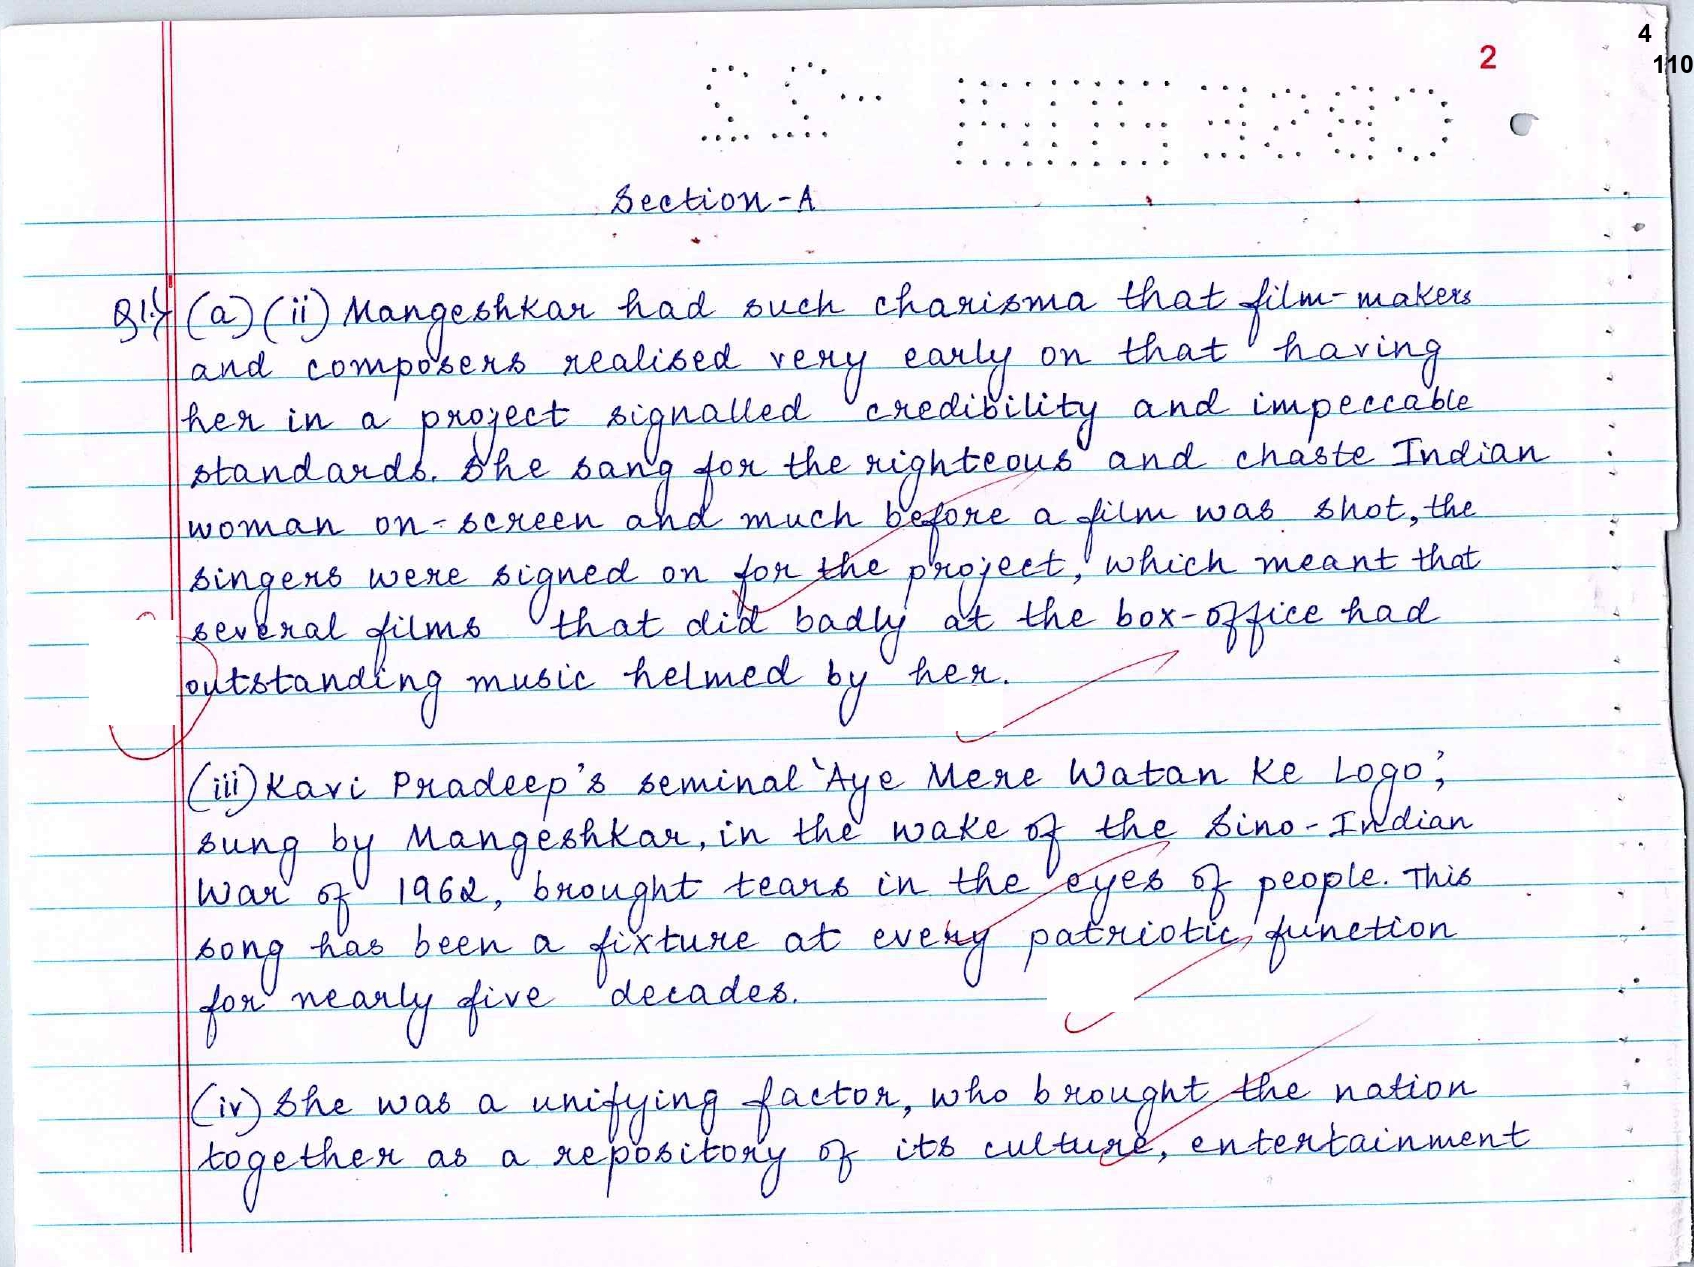 4
2
110
Section-A
Q1.) (a) (ii) Mangeshkar had such charisma that film-makers
and composers realised very early on that having
her in a project signalled credibility and impeccable
standards. She sang for the righteous and chaste Indian
woman on-screen and much before a film was shot, the
singers were signed on for the project, which meant that
several films that did badly at the box-office had
outstanding music helmed by her.
(iii) Kavi Pradeep's seminal 'Aye Mere Watan Ke Logo',
sung by Mangeshkar, in the wake of the Sino-Indian
War of 1962, brought tears in the eyes of people. This
song has been a fixture at every patriotic function
for nearly five decades.
(iv) She was a unifying factor, who brought the nation
together as a repository of its culture, entertainment